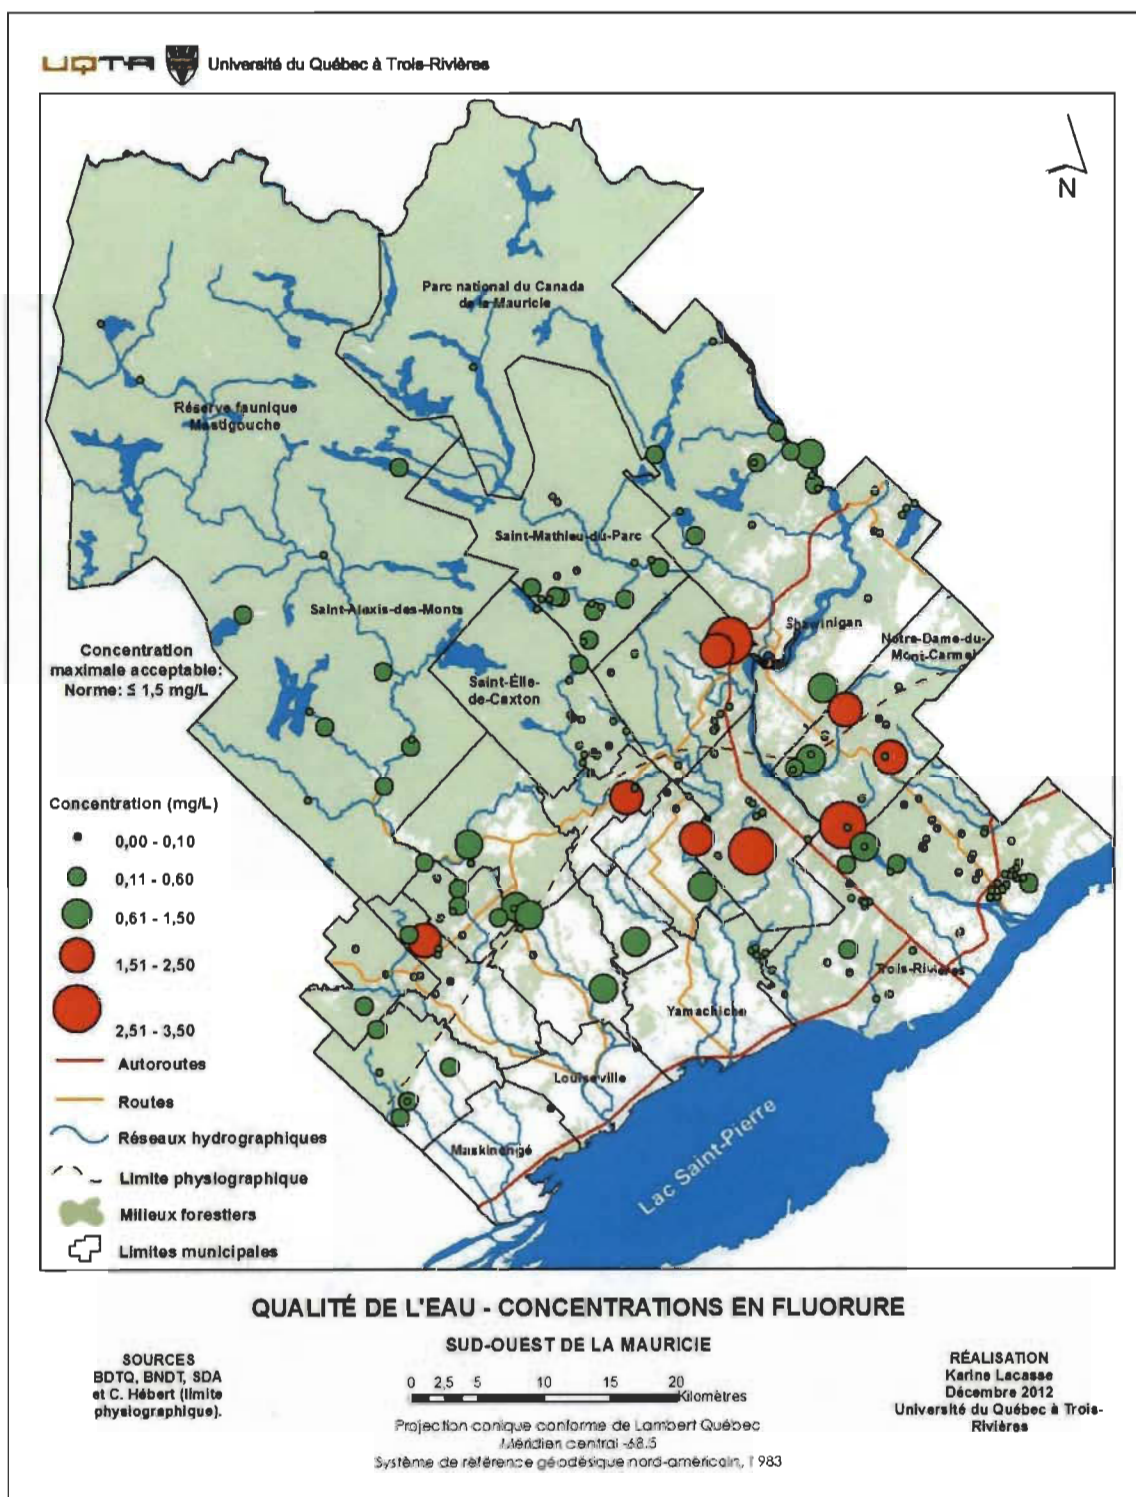 UQTR Université du Québec à Trois-Rivières
N
Parc national du Canada
de la Mauricie
Réserve faunique
Mastigouche
Saint-Mathieu-du-Parc
Saint-Alexis-des-Monts
Shawinigan
Notre-Dame-du-
Mont-Carmel
Concentration
maximale acceptable:
Norme: ≤ 1,5 mg/L
Saint-Élie-
de-Caxton
Concentration (mg/L)
0,00 - 0,10
0,11 - 0,60
0,61 - 1,50
1,51 - 2,50
2,51 - 3,50
Autoroutes
Routes
Réseaux hydrographiques
Limite physiographique
Milieux forestiers
Limites municipales
Trois-Rivières
Yamachiche
Louiseville
Maskinongé
Lac Saint-Pierre
QUALITÉ DE L'EAU - CONCENTRATIONS EN FLUORURE
SUD-OUEST DE LA MAURICIE
SOURCES
BDTQ, BNDT, SDA
et C. Hébert (limite
physiographique).
0 2,5 5 10 15 20
Kilomètres
Projection conique conforme de Lambert Québec
Méridien central -68.5
Système de référence géodésique nord-américain, 1983
RÉALISATION
Karine Lacasse
Décembre 2012
Université du Québec à Trois-
Rivières